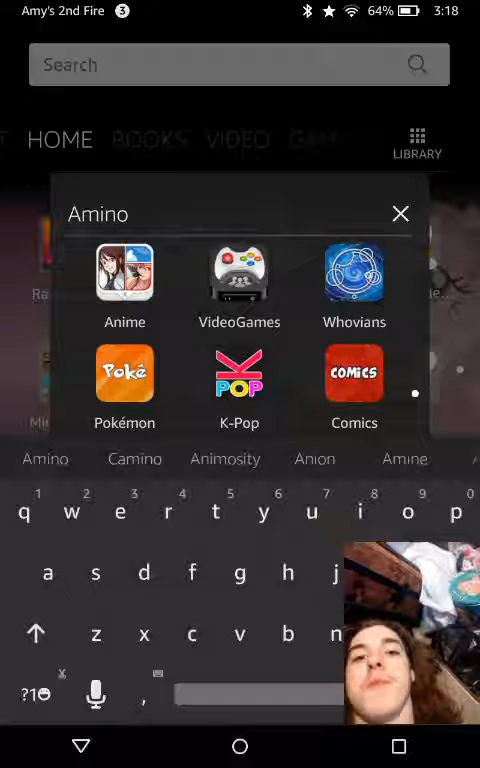 Amy's 2nd Fire 3 64% 3:18
Search
HOME BOOKS VIDEO
LIBRARY
Amino
Anime VideoGames Whovians
Poké K POP COMICS
Pokémon K-Pop Comics
Amino Camino Animosity Anion Amine
1 2 3 4 5 6 7 8 9 0
q w e r t y u i o p
a s d f g h j
z x c v b n
?1 ,